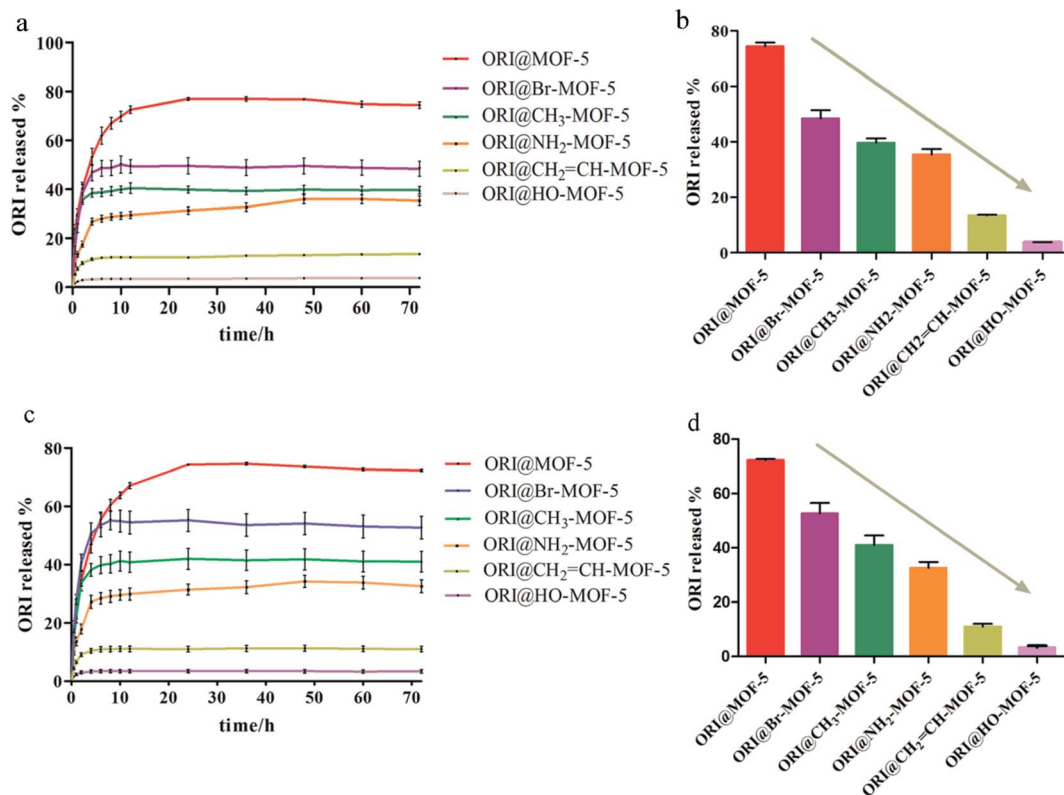 a
ORI released %
100
80
60
40
20
0
0 10 20 30 40 50 60 70
time/h
ORI@MOF-5
ORI@Br-MOF-5
ORI@CH₃-MOF-5
ORI@NH₂-MOF-5
ORI@CH₂=CH-MOF-5
ORI@HO-MOF-5
b
ORI released %
80
60
40
20
0
ORI@MOF-5
ORI@Br-MOF-5
ORI@CH3-MOF-5
ORI@NH2-MOF-5
ORI@CH2=CH-MOF-5
ORI@HO-MOF-5
c
ORI released %
80
60
40
20
0
0 10 20 30 40 50 60 70
time/h
ORI@MOF-5
ORI@Br-MOF-5
ORI@CH₃-MOF-5
ORI@NH₂-MOF-5
ORI@CH₂=CH-MOF-5
ORI@HO-MOF-5
d
ORI released %
80
60
40
20
0
ORI@MOF-5
ORI@Br-MOF-5
ORI@CH₃-MOF-5
ORI@NH₂-MOF-5
ORI@CH₂=CH-MOF-5
ORI@HO-MOF-5